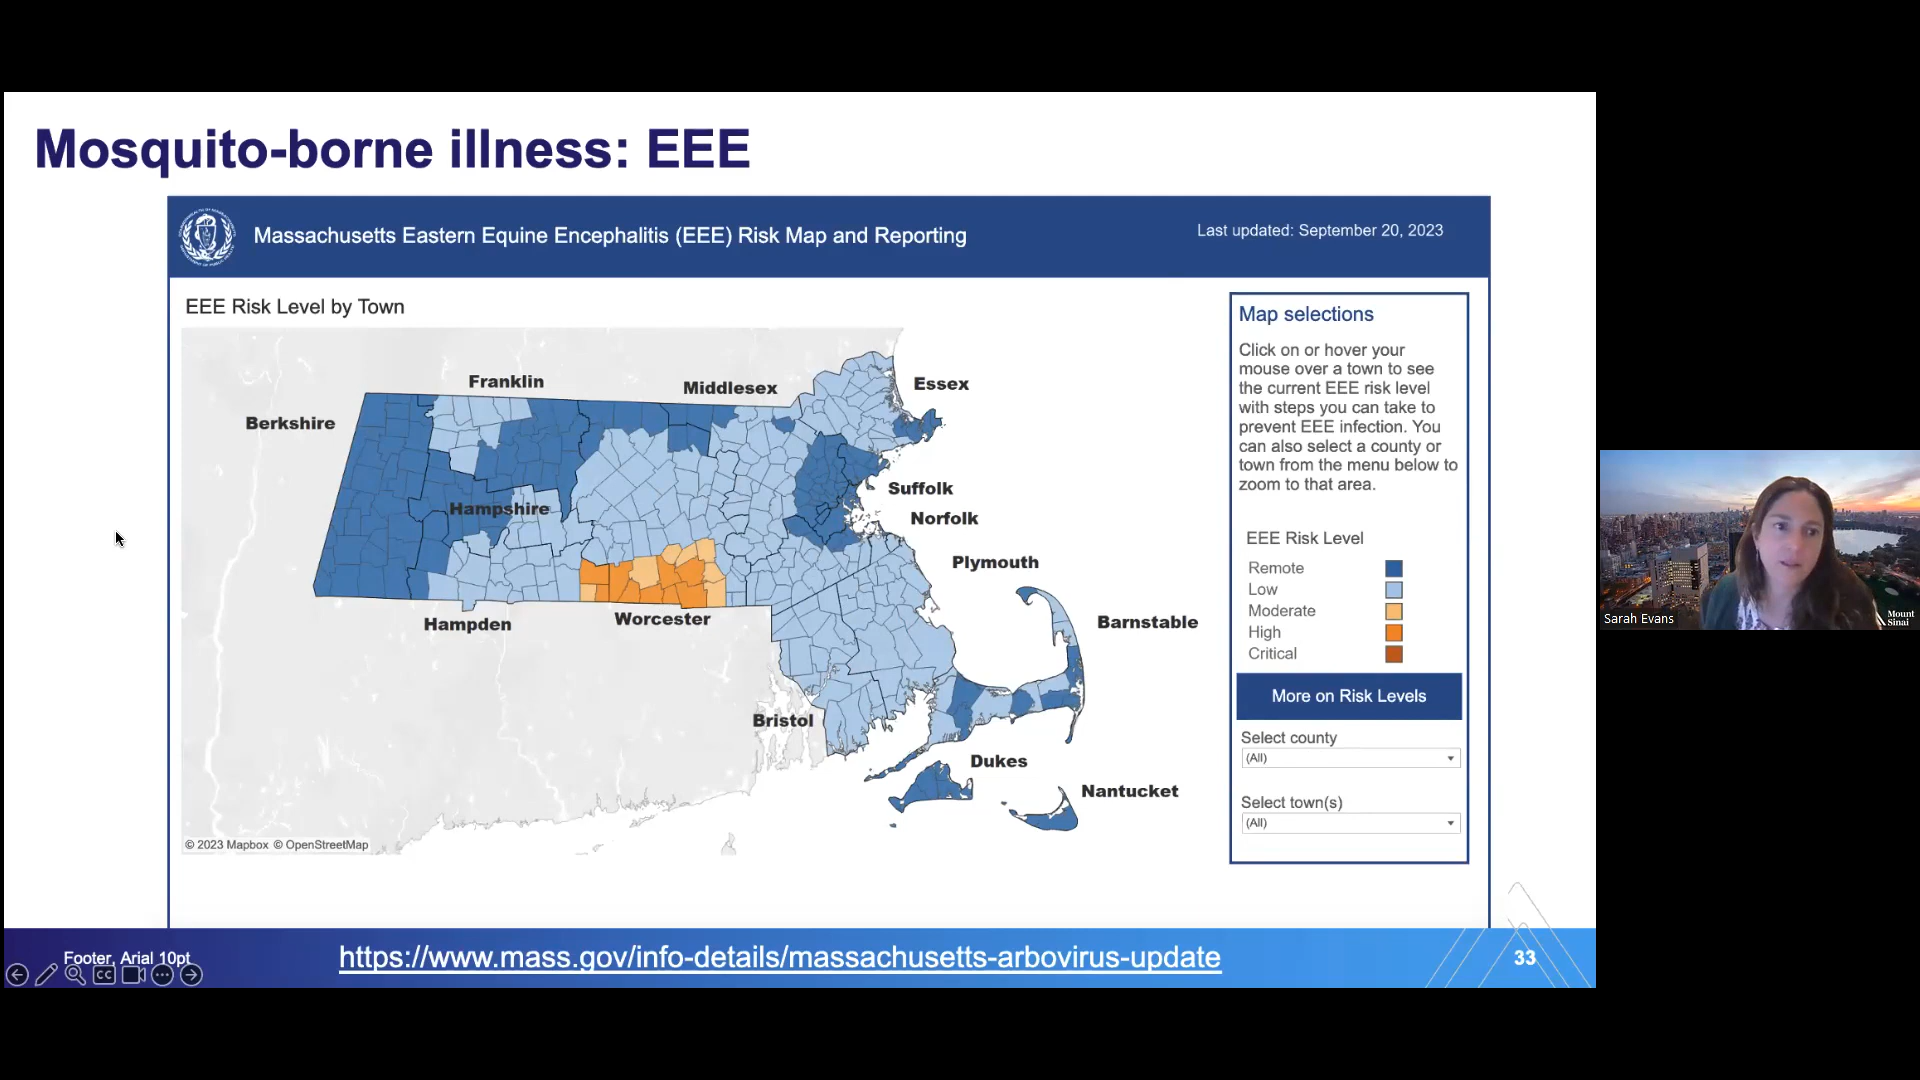 Mosquito-borne illness: EEE
Massachusetts Eastern Equine Encephalitis (EEE) Risk Map and Reporting
Last updated: September 20, 2023
EEE Risk Level by Town
Franklin
Middlesex
Essex
Berkshire
Suffolk
Hampshire
Norfolk
Plymouth
Worcester
Hampden
Barnstable
Bristol
Dukes
Nantucket
© 2023 Mapbox © OpenStreetMap
Map selections
Click on or hover your
mouse over a town to see
the current EEE risk level
with steps you can take to
prevent EEE infection. You
can also select a county or
town from the menu below to
zoom to that area.
EEE Risk Level
Remote
Low
Moderate
High
Critical
More on Risk Levels
Select county
(All)
Select town(s)
(All)
Footer, Arial 10pt
https://www.mass.gov/info-details/massachusetts-arbovirus-update
33
CC
Sarah Evans
Mount
Sinai